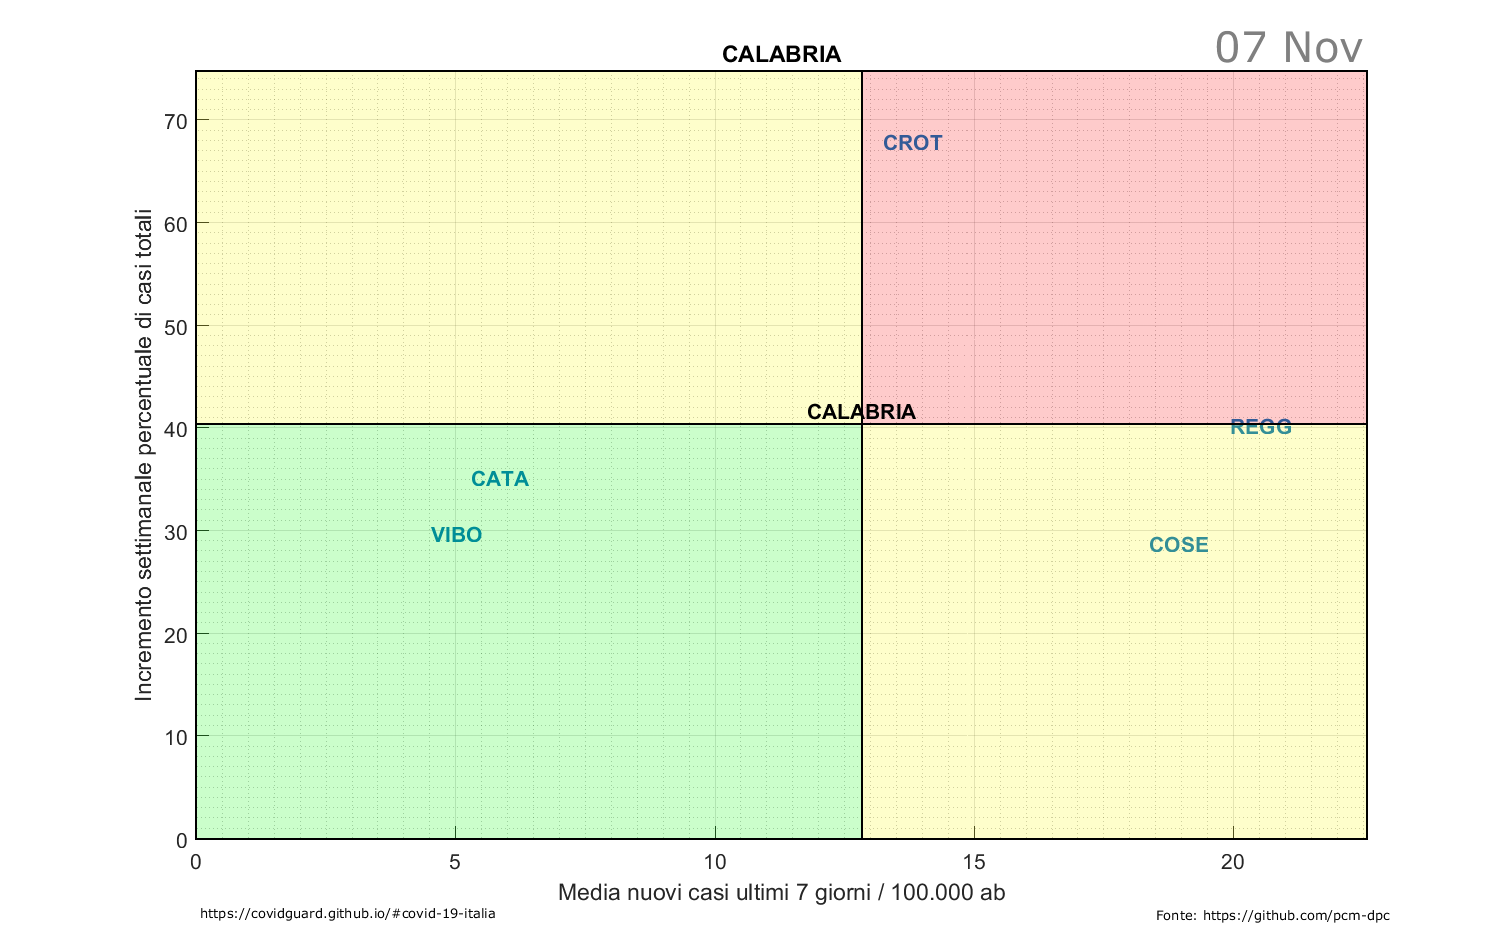 CALABRIA
07 Nov
Incremento settimanale percentuale di casi totali
70
60
50
40
30
20
10
0
CROT
CALABRIA
REGG
CATA
VIBO
COSE
0 5 10 15 20
Media nuovi casi ultimi 7 giorni / 100.000 ab
https://covidguard.github.io/#covid-19-italia
Fonte: https://github.com/pcm-dpc